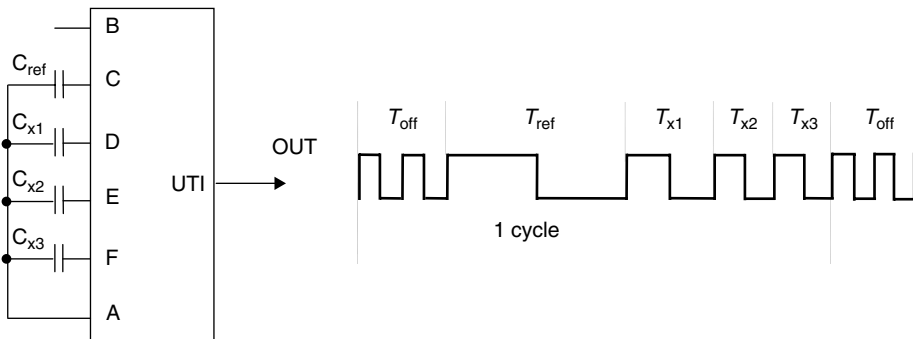 B
C_ref
C
C_x1
D
C_x2
E
C_x3
F
A
UTI
OUT
T_off T_ref T_x1 T_x2 T_x3 T_off
1 cycle